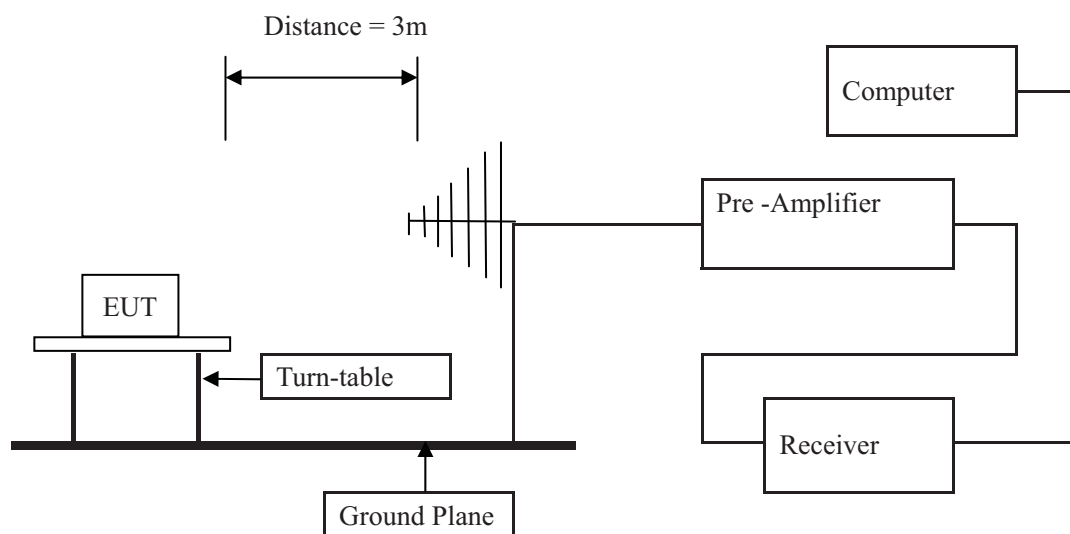 Distance = 3m
Computer
Pre -Amplifier
EUT
Turn-table
Receiver
Ground Plane